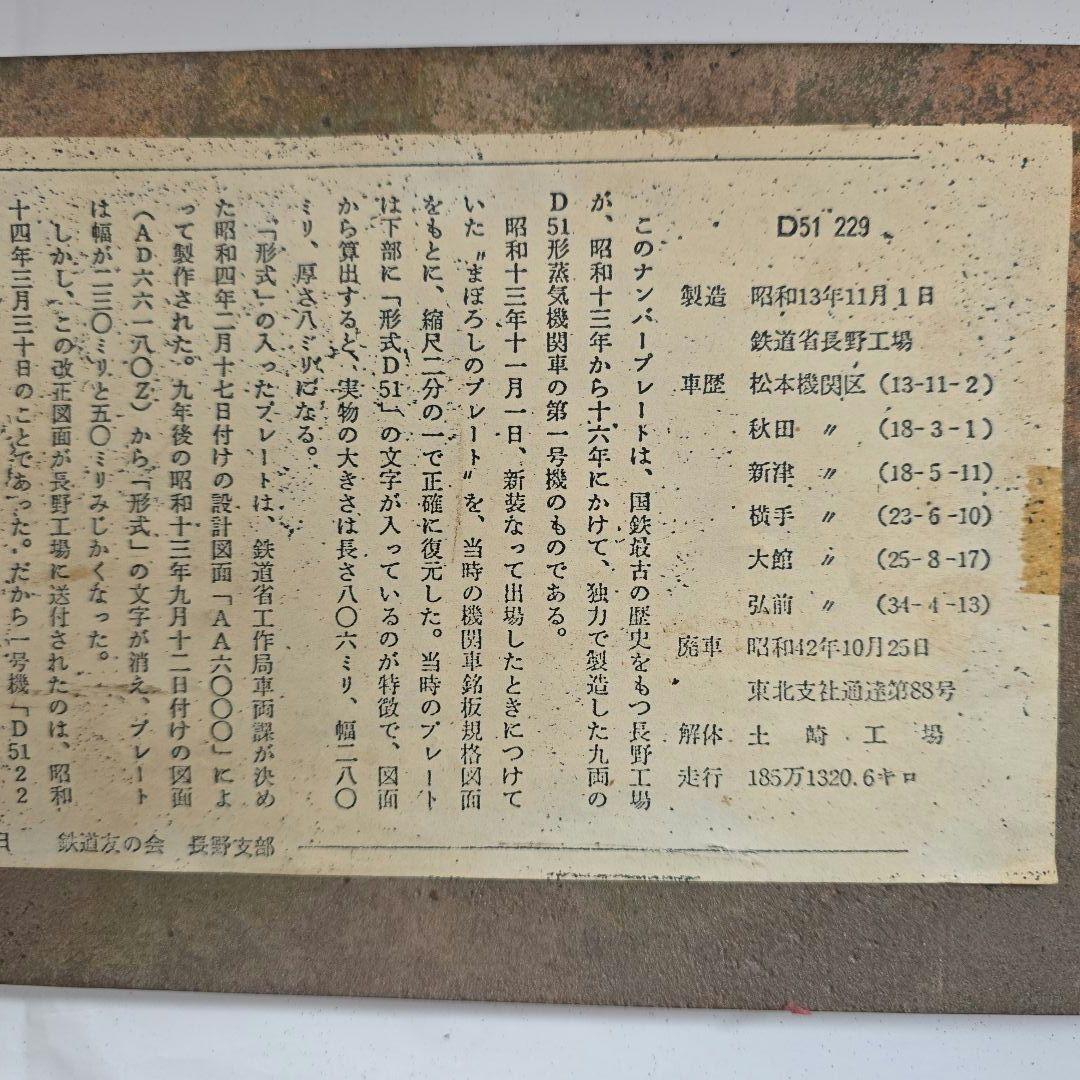 D51 229
製造 昭和13年11月1日
鉄道省長野工場
車歴 松本機関区 (13-11-2)
秋田 〃 (18-3-1)
新津 〃 (18-5-11)
横手 〃 (23-6-10)
大館 〃 (25-8-17)
弘前 〃 (34-4-13)
廃車 昭和42年10月25日
東北支社通達第88号
解体 土崎工場
走行 185万1320.6キロ
このナンバープレートは、国鉄最古の歴史をもつ長野工場
が、昭和十三年から十六年にかけて、独力で製造した九両の
D51形蒸気機関車の第一号機のものである。
昭和十三年十一月一日、新装なって出場したときにつけて
いた〝まぼろしのプレート〟を、当時の機関車銘板規格図面
をもとに、縮尺二分の一で正確に復元した。当時のプレート
は下部に「形式D51」の文字が入っているのが特徴で、図面
から算出すると、実物の大きさは長さ八〇六ミリ、幅二八〇
ミリ、厚さ八ミリになる。
「形式」の入ったプレートは、鉄道省工作局車両課が決め
た昭和四年二月十七日付けの設計図面「AA六〇〇〇」によ
って製作された。九年後の昭和十三年九月十二日付けの図面
(AD六六一八〇Z)から「形式」の文字が消え、プレート
は幅が二三〇ミリと五〇ミリみじかくなった。
しかし、この改正図面が長野工場に送付されたのは、昭和
十四年三月三十日のことであった。だから一号機「D5122
日 鉄道友の会 長野支部